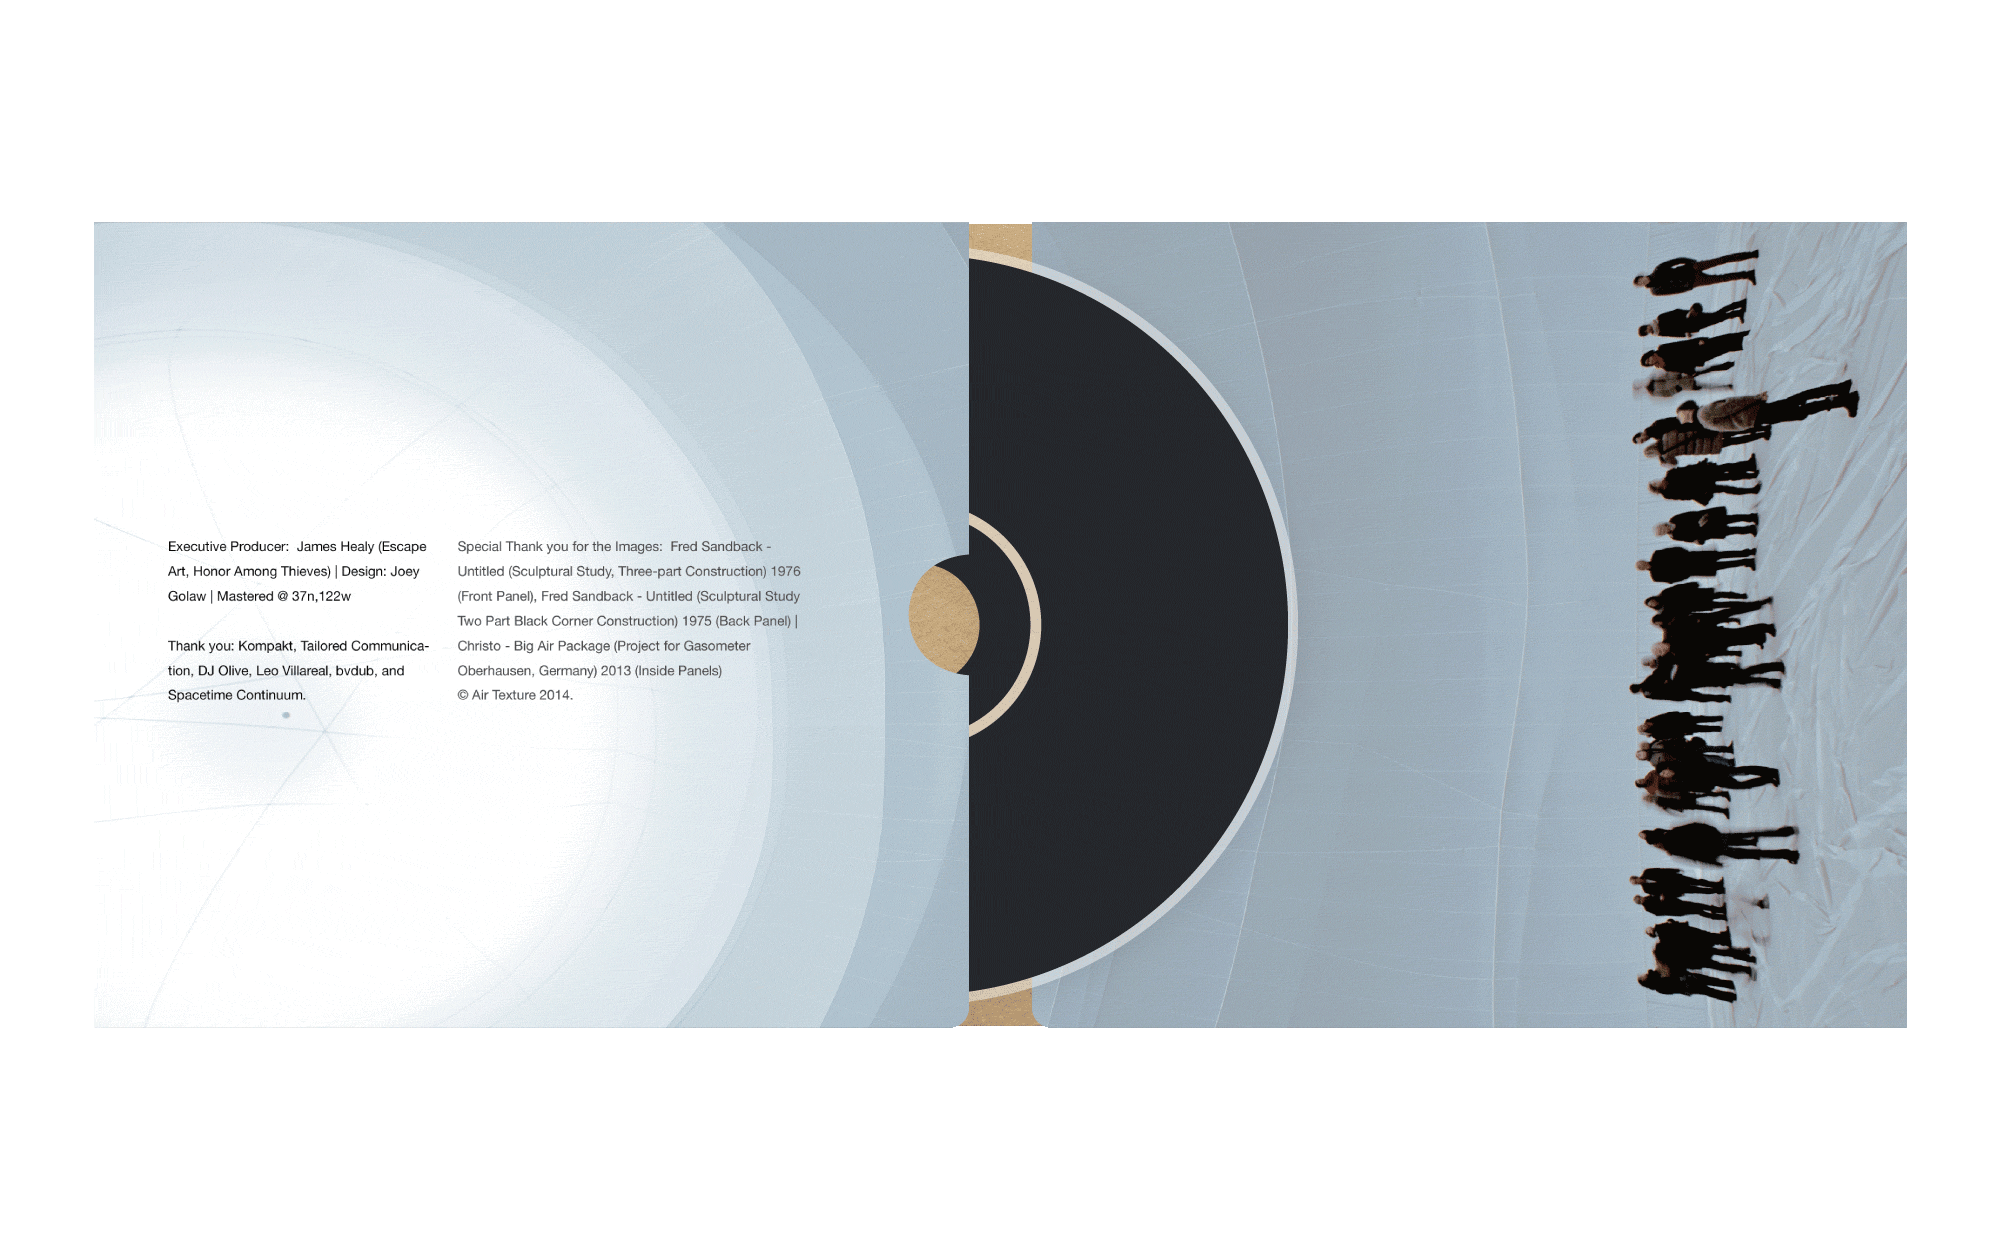 Executive Producer:  James Healy (Escape
Art, Honor Among Thieves) | Design: Joey
Golaw | Mastered @ 37n,122w
Thank you: Kompakt, Tailored Communica-
tion, DJ Olive, Leo Villareal, bvdub, and
Spacetime Continuum.
Special Thank you for the Images:  Fred Sandback -
Untitled (Sculptural Study, Three-part Construction) 1976
(Front Panel), Fred Sandback - Untitled (Sculptural Study
Two Part Black Corner Construction) 1975 (Back Panel) |
Christo - Big Air Package (Project for Gasometer
Oberhausen, Germany) 2013 (Inside Panels)
© Air Texture 2014.